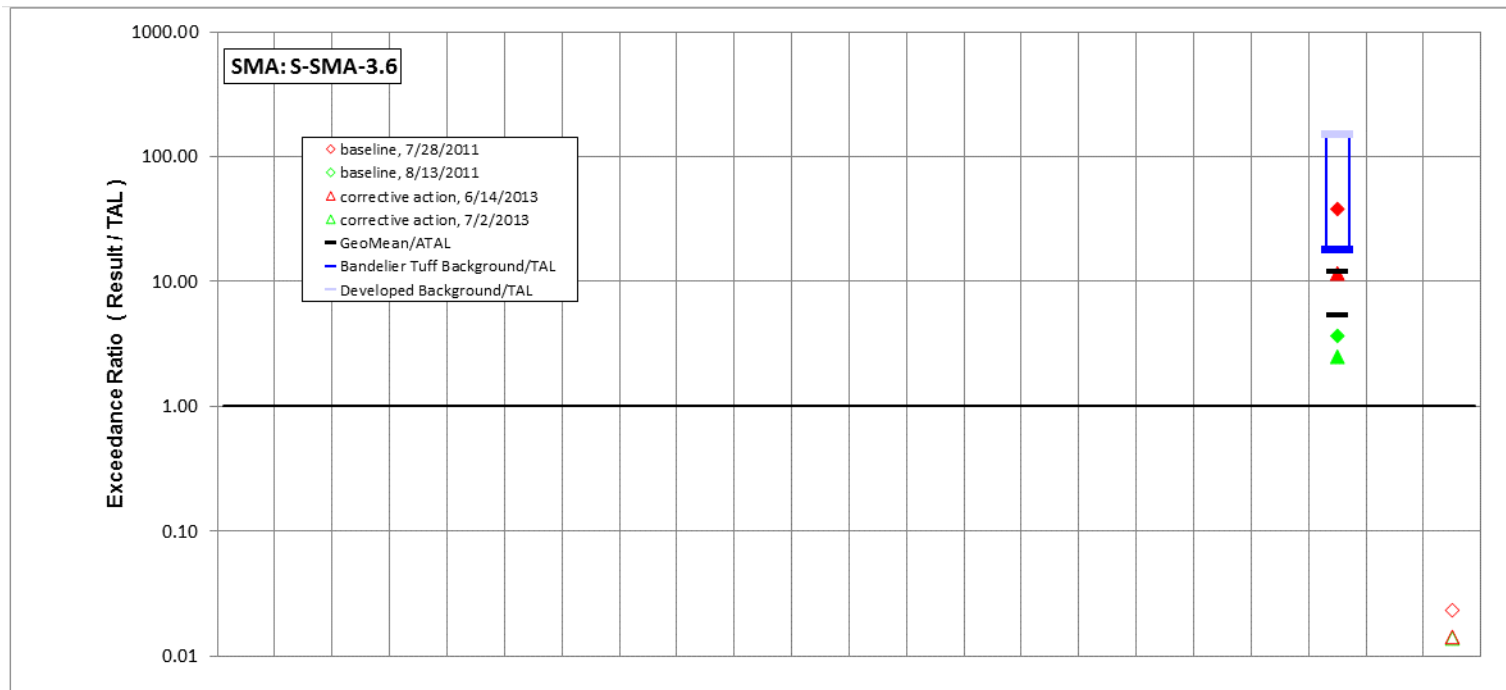 1000.00
SMA: S-SMA-3.6
baseline, 7/28/2011
baseline, 8/13/2011
corrective action, 6/14/2013
corrective action, 7/2/2013
GeoMean/ATAL
Bandelier Tuff Background/TAL
Developed Background/TAL
100.00
10.00
1.00
0.10
0.01
Exceedance Ratio ( Result / TAL )